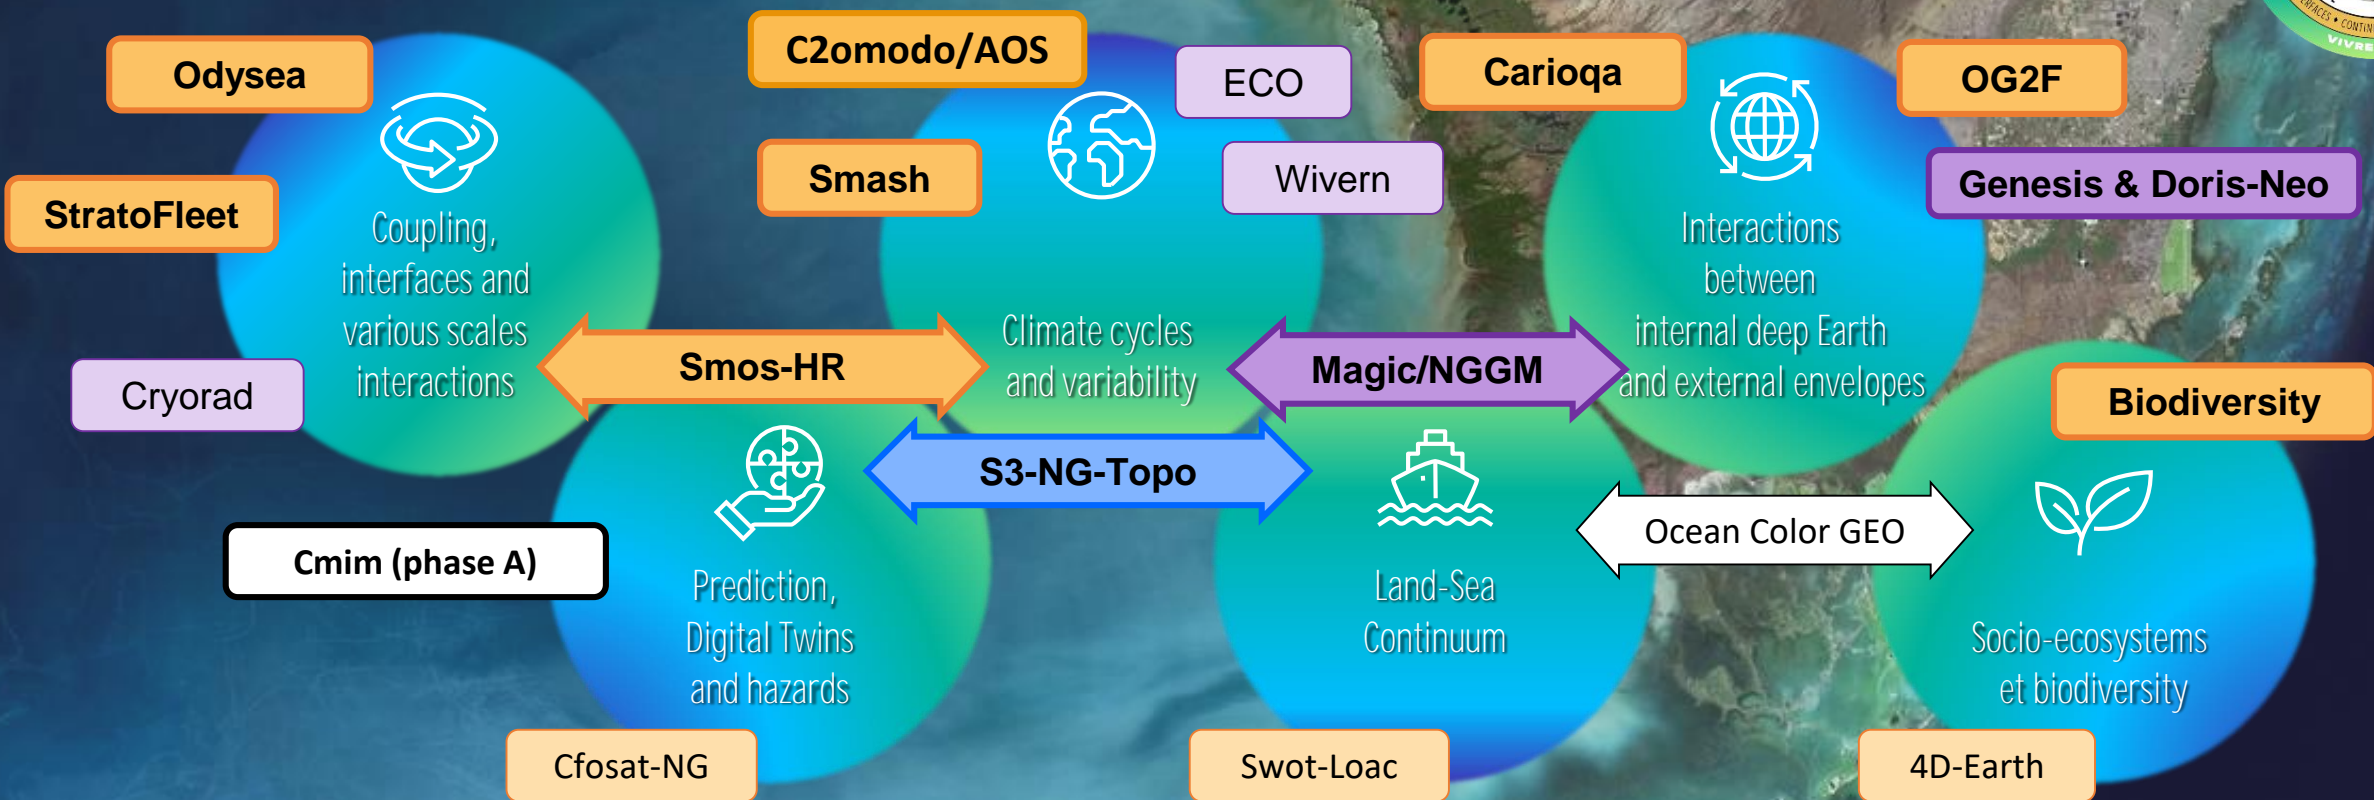 Odysea
C2omodo/AOS
ECO
Carioqa
OG2F
StratoFleet
Smash
Wivern
Genesis & Doris-Neo
Coupling,
interfaces and
various scales
interactions
Climate cycles
and variability
Interactions
between
internal deep Earth
and external envelopes
Cryorad
Smos-HR
Magic/NGGM
Biodiversity
S3-NG-Topo
Ocean Color GEO
Cmim (phase A)
Prediction,
Digital Twins
and hazards
Land-Sea
Continuum
Socio-ecosystems
et biodiversity
Cfosat-NG
Swot-Loac
4D-Earth
VIVRE